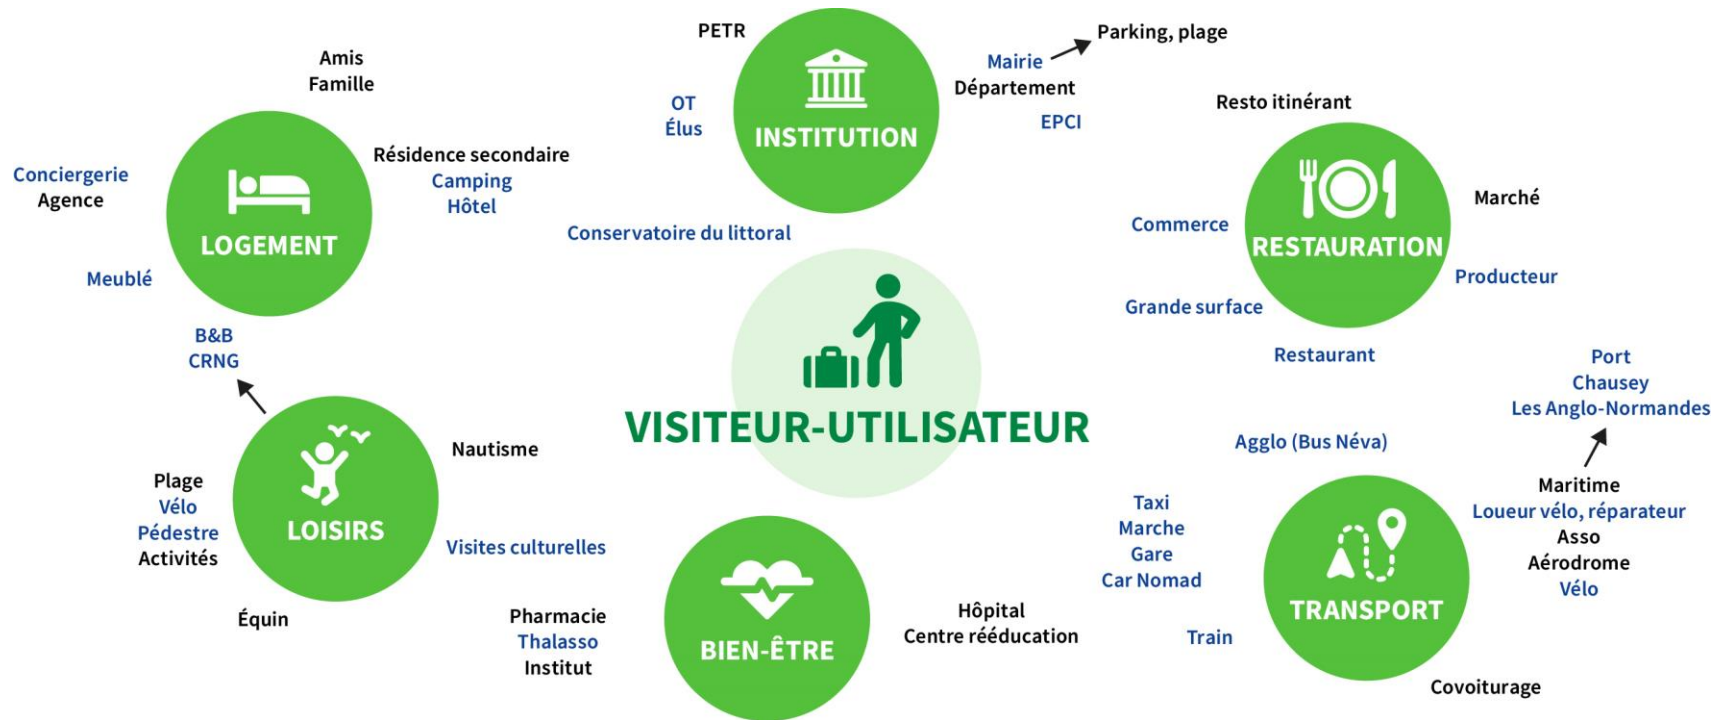 PETR
Mairie
Département
EPCI
Parking, plage
OT
Élus
INSTITUTION
Conservatoire du littoral
Amis
Famille
Résidence secondaire
Camping
Hôtel
Conciergerie
Agence
LOGEMENT
Meublé
B&B
CRNG
Resto itinérant
Marché
Commerce
RESTAURATION
Producteur
Grande surface
Restaurant
VISITEUR-UTILISATEUR
Nautisme
Plage
Vélo
Pédestre
Activités
LOISIRS
Visites culturelles
Équin
Pharmacie
Thalasso
Institut
BIEN-ÊTRE
Hôpital
Centre rééducation
Port
Chausey
Les Anglo-Normandes
Agglo (Bus Néva)
Taxi
Marche
Gare
Car Nomad
Train
TRANSPORT
Maritime
Loueur vélo, réparateur
Asso
Aérodrome
Vélo
Covoiturage